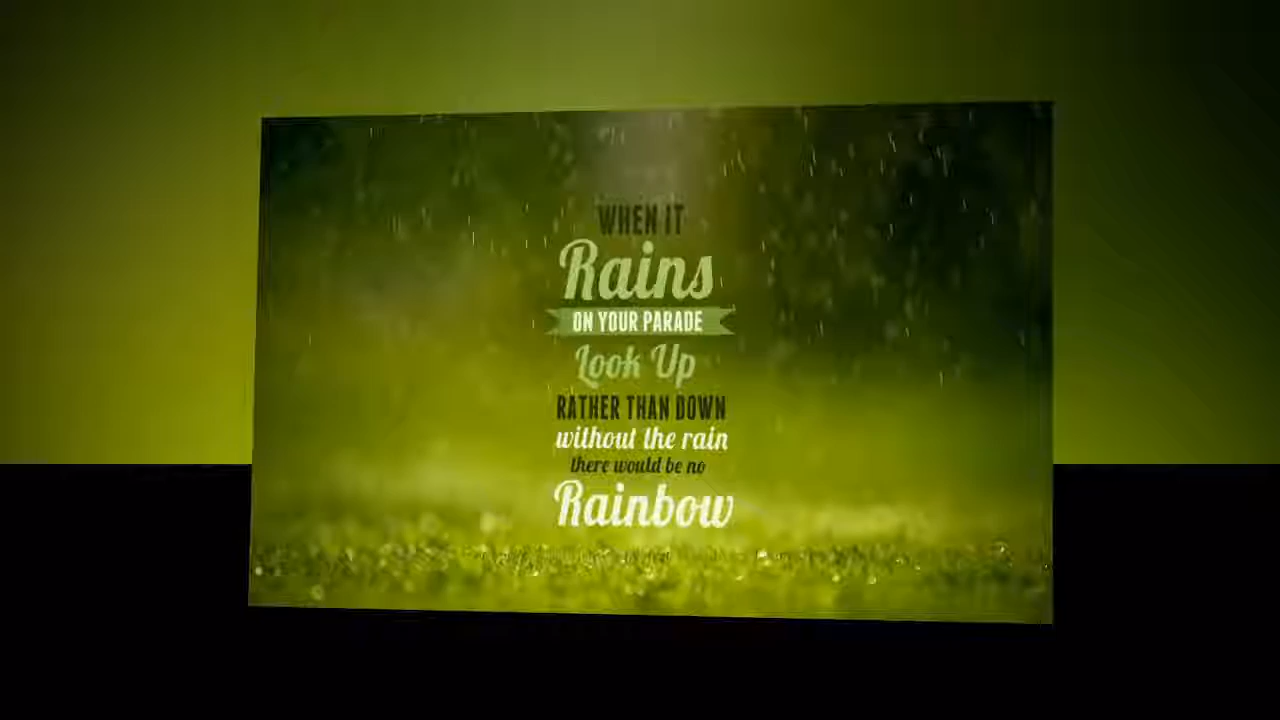 WHEN IT
Rains
ON YOUR PARADE
Look Up
RATHER THAN DOWN
without the rain
there would be no
Rainbow